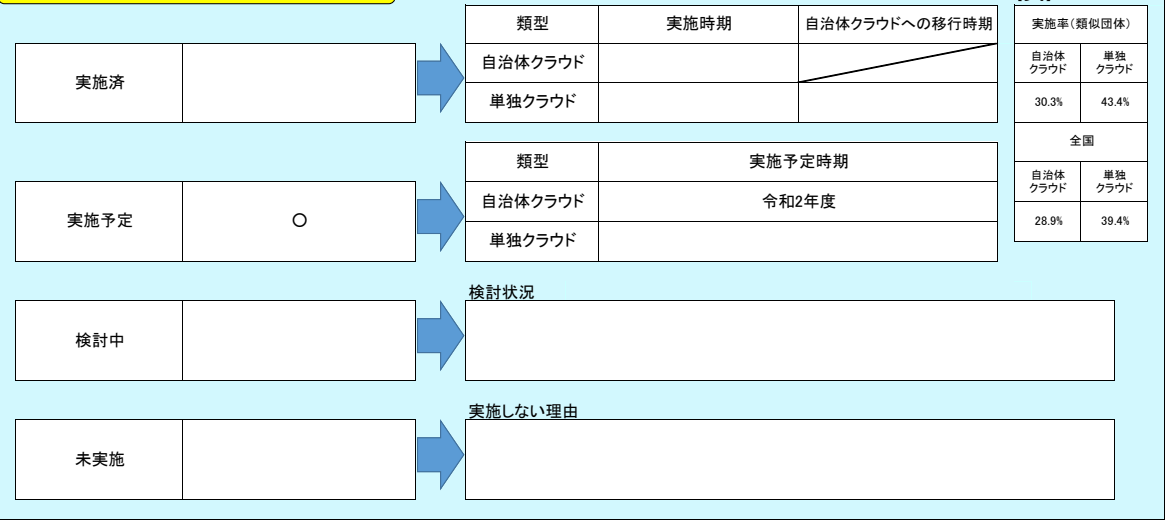 類型 実施時期 自治体クラウドへの移行時期
実施済
自治体クラウド
単独クラウド
実施率(類似団体)
自治体
クラウド
単独
クラウド
30.3% 43.4%
全国
自治体
クラウド
単独
クラウド
28.9% 39.4%
類型 実施予定時期
実施予定 ○
自治体クラウド 令和2年度
単独クラウド
検討状況
検討中
実施しない理由
未実施